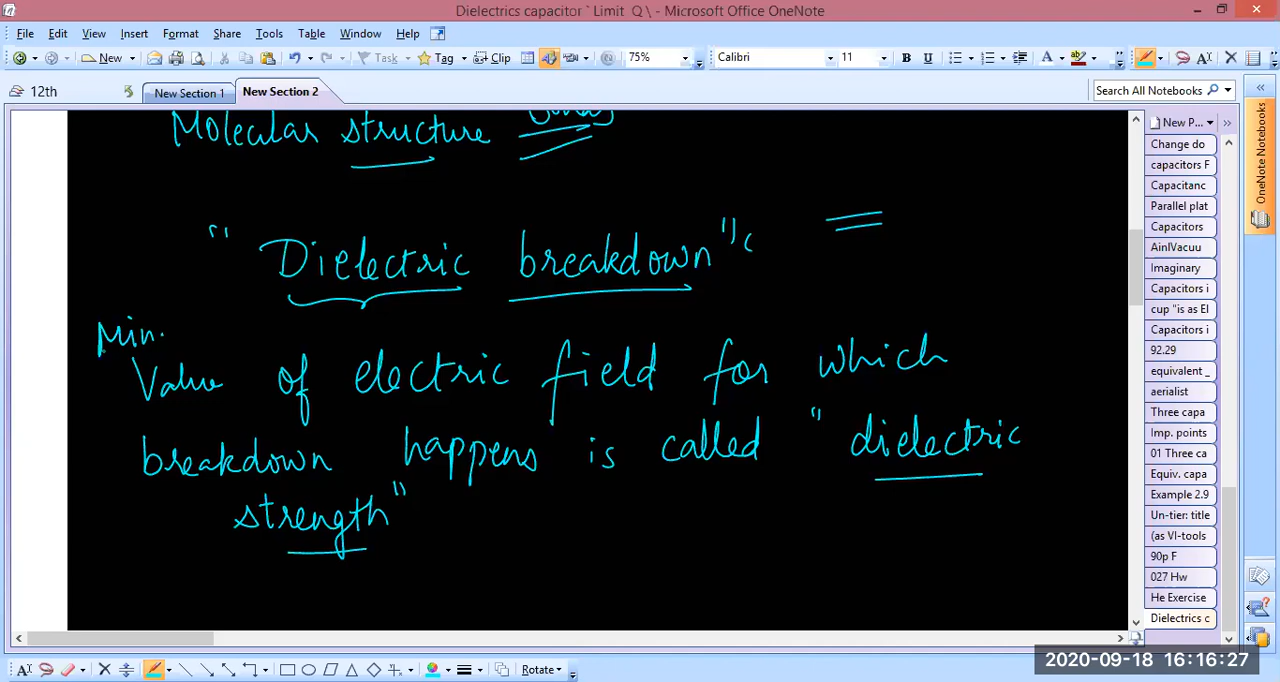 Dielectrics capacitor ` Limit Q \ - Microsoft Office OneNote
File Edit View Insert Format Share Tools Table Window Help
New Task Tag Clip 75% Calibri 11 B U A
12th New Section 1 New Section 2 Search All Notebooks
Molecular structure
"Dielectric breakdown"
Min.
Value of electric field for which
breakdown happens is called "dielectric
strength"
New P...
Change do
capacitors F
Capacitanc
Parallel plat
Capacitors
AinlVacuu
Imaginary
Capacitors i
cup "is as El
Capacitors i
92.29
equivalent _
aerialist
Three capa
Imp. points
01 Three ca
Equiv. capa
Example 2.9
Un-tier: title
(as VI-tools
90p F
027 Hw
He Exercise
Dielectrics c
OneNote Notebooks
2020-09-18 16:16:27
Rotate